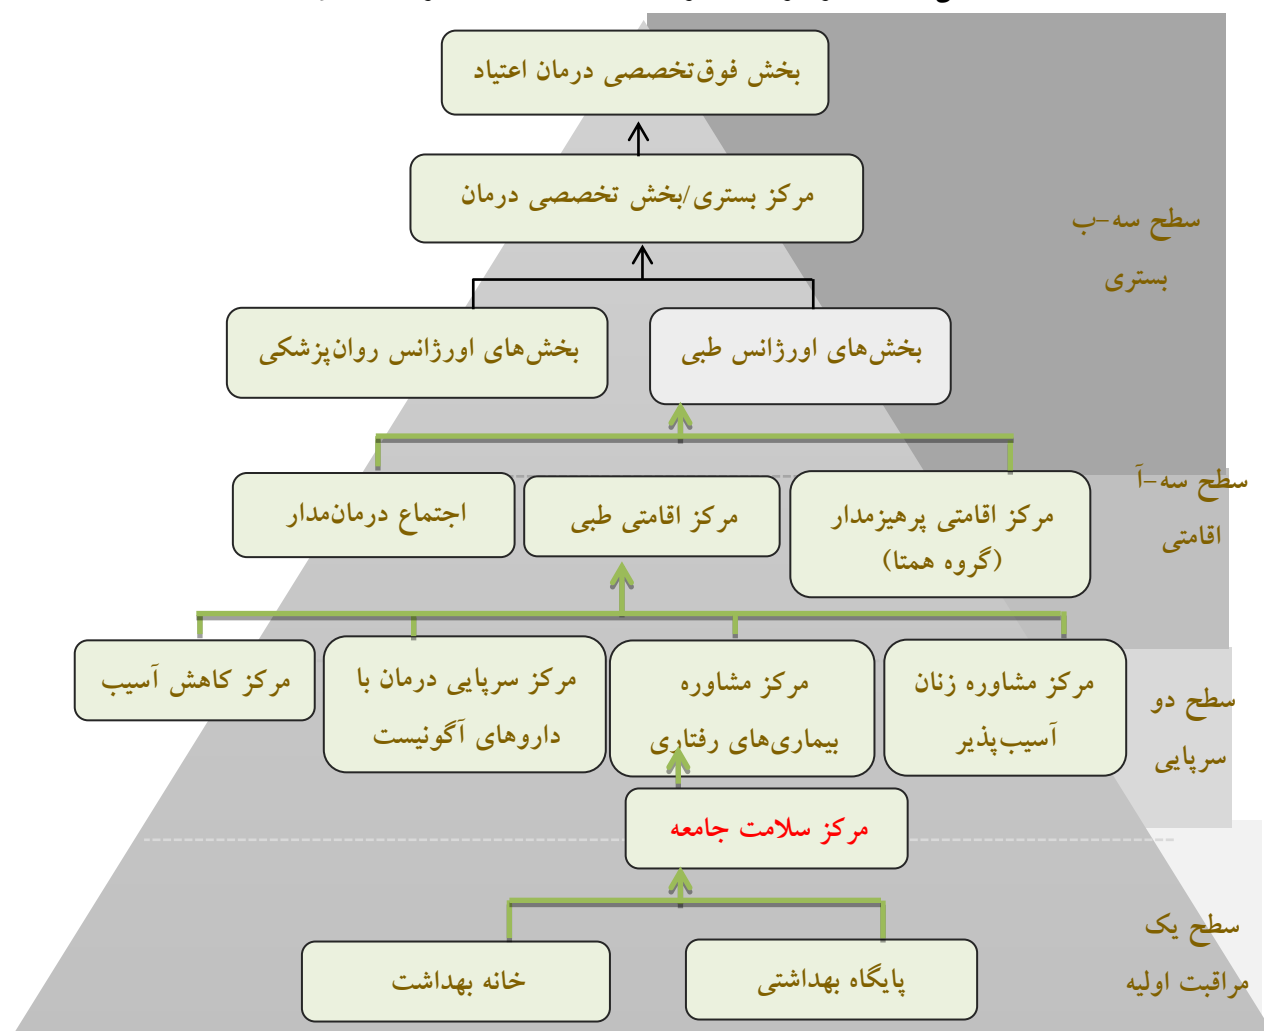 بخش فوق‌تخصصی درمان اعتیاد
مرکز بستری/بخش تخصصی درمان
سطح سه-ب
بستری
بخش‌های اورژانس طبی
بخش‌های اورژانس روان‌پزشکی
سطح سه-آ
اقامتی
مرکز اقامتی پرهیزمدار
(گروه همتا)
مرکز اقامتی طبی
اجتماع درمان‌مدار
سطح دو
سرپایی
مرکز مشاوره زنان
آسیب‌پذیر
مرکز مشاوره
بیماری‌های رفتاری
مرکز سرپایی درمان با
داروهای آگونیست
مرکز کاهش آسیب
مرکز سلامت جامعه
سطح یک
مراقبت اولیه
پایگاه بهداشتی
خانه بهداشت